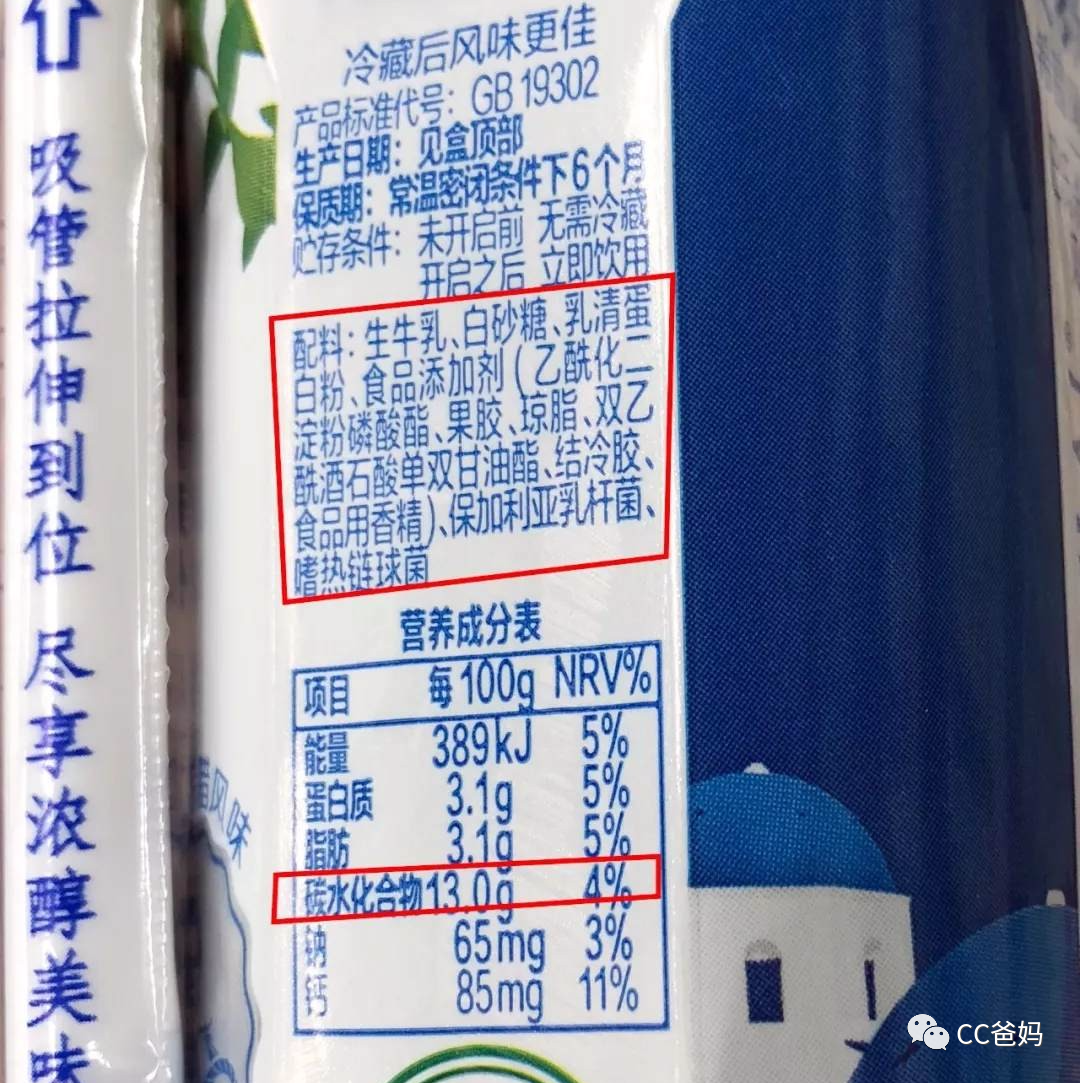 吸管拉伸到位 尽享浓醇美味
冷藏后风味更佳
产品标准代号：GB 19302
生产日期：见盒顶部
保质期：常温密闭条件下6个月
贮存条件：未开启前 无需冷藏
开启之后 立即饮用
配料：生牛乳、白砂糖、乳清蛋
白粉、食品添加剂（乙酰化二
淀粉磷酸酯、果胶、琼脂、双乙
酰酒石酸单双甘油酯、结冷胶、
食品用香精）、保加利亚乳杆菌、
嗜热链球菌
营养成分表
项目 每100g NRV%
能量 389kJ 5%
蛋白质 3.1g 5%
脂肪 3.1g 5%
碳水化合物 13.0g 4%
钠 65mg 3%
钙 85mg 11%
风味
CC爸妈